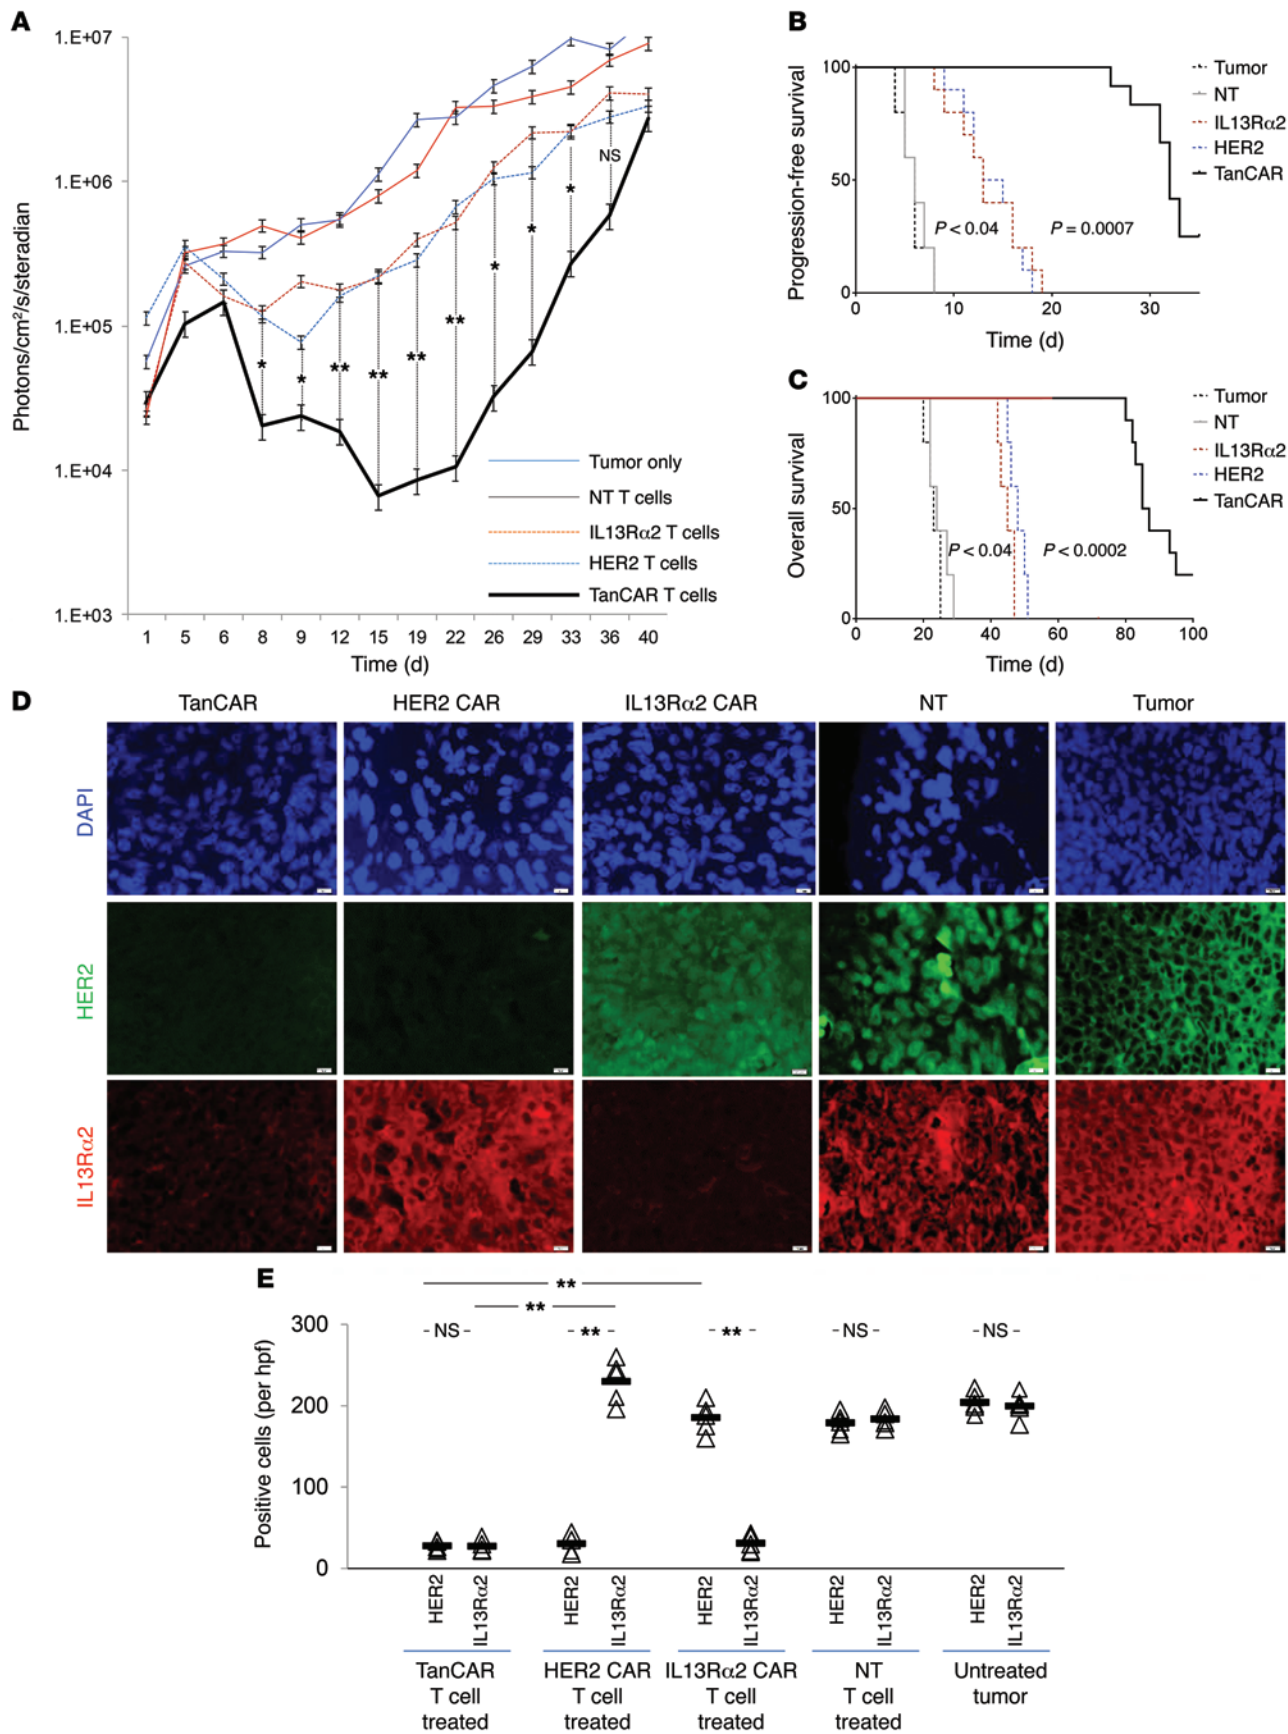 A
1.E+07
1.E+06
1.E+05
1.E+04
1.E+03
Photons/cm²/s/steradian
NS
*
*
**
**
**
**
*
*
*
Tumor only
NT T cells
IL13Rα2 T cells
HER2 T cells
TanCAR T cells
1 5 6 8 9 12 15 19 22 26 29 33 36 40
Time (d)
B
Progression-free survival
100
50
0
0 10 20 30
Time (d)
P < 0.04
P = 0.0007
Tumor
NT
IL13Rα2
HER2
TanCAR
C
Overall survival
100
50
0
0 20 40 60 80 100
Time (d)
P < 0.04
P < 0.0002
Tumor
NT
IL13Rα2
HER2
TanCAR
D
TanCAR HER2 CAR IL13Rα2 CAR NT Tumor
DAPI
HER2
IL13Rα2
E
**
**
-NS- -**- -**- -NS- -NS-
Positive cells (per hpf)
300
200
100
0
HER2 IL13Rα2 HER2 IL13Rα2 HER2 IL13Rα2 HER2 IL13Rα2 HER2 IL13Rα2
TanCAR
T cell
treated
HER2 CAR
T cell
treated
IL13Rα2 CAR
T cell
treated
NT
T cell
treated
Untreated
tumor